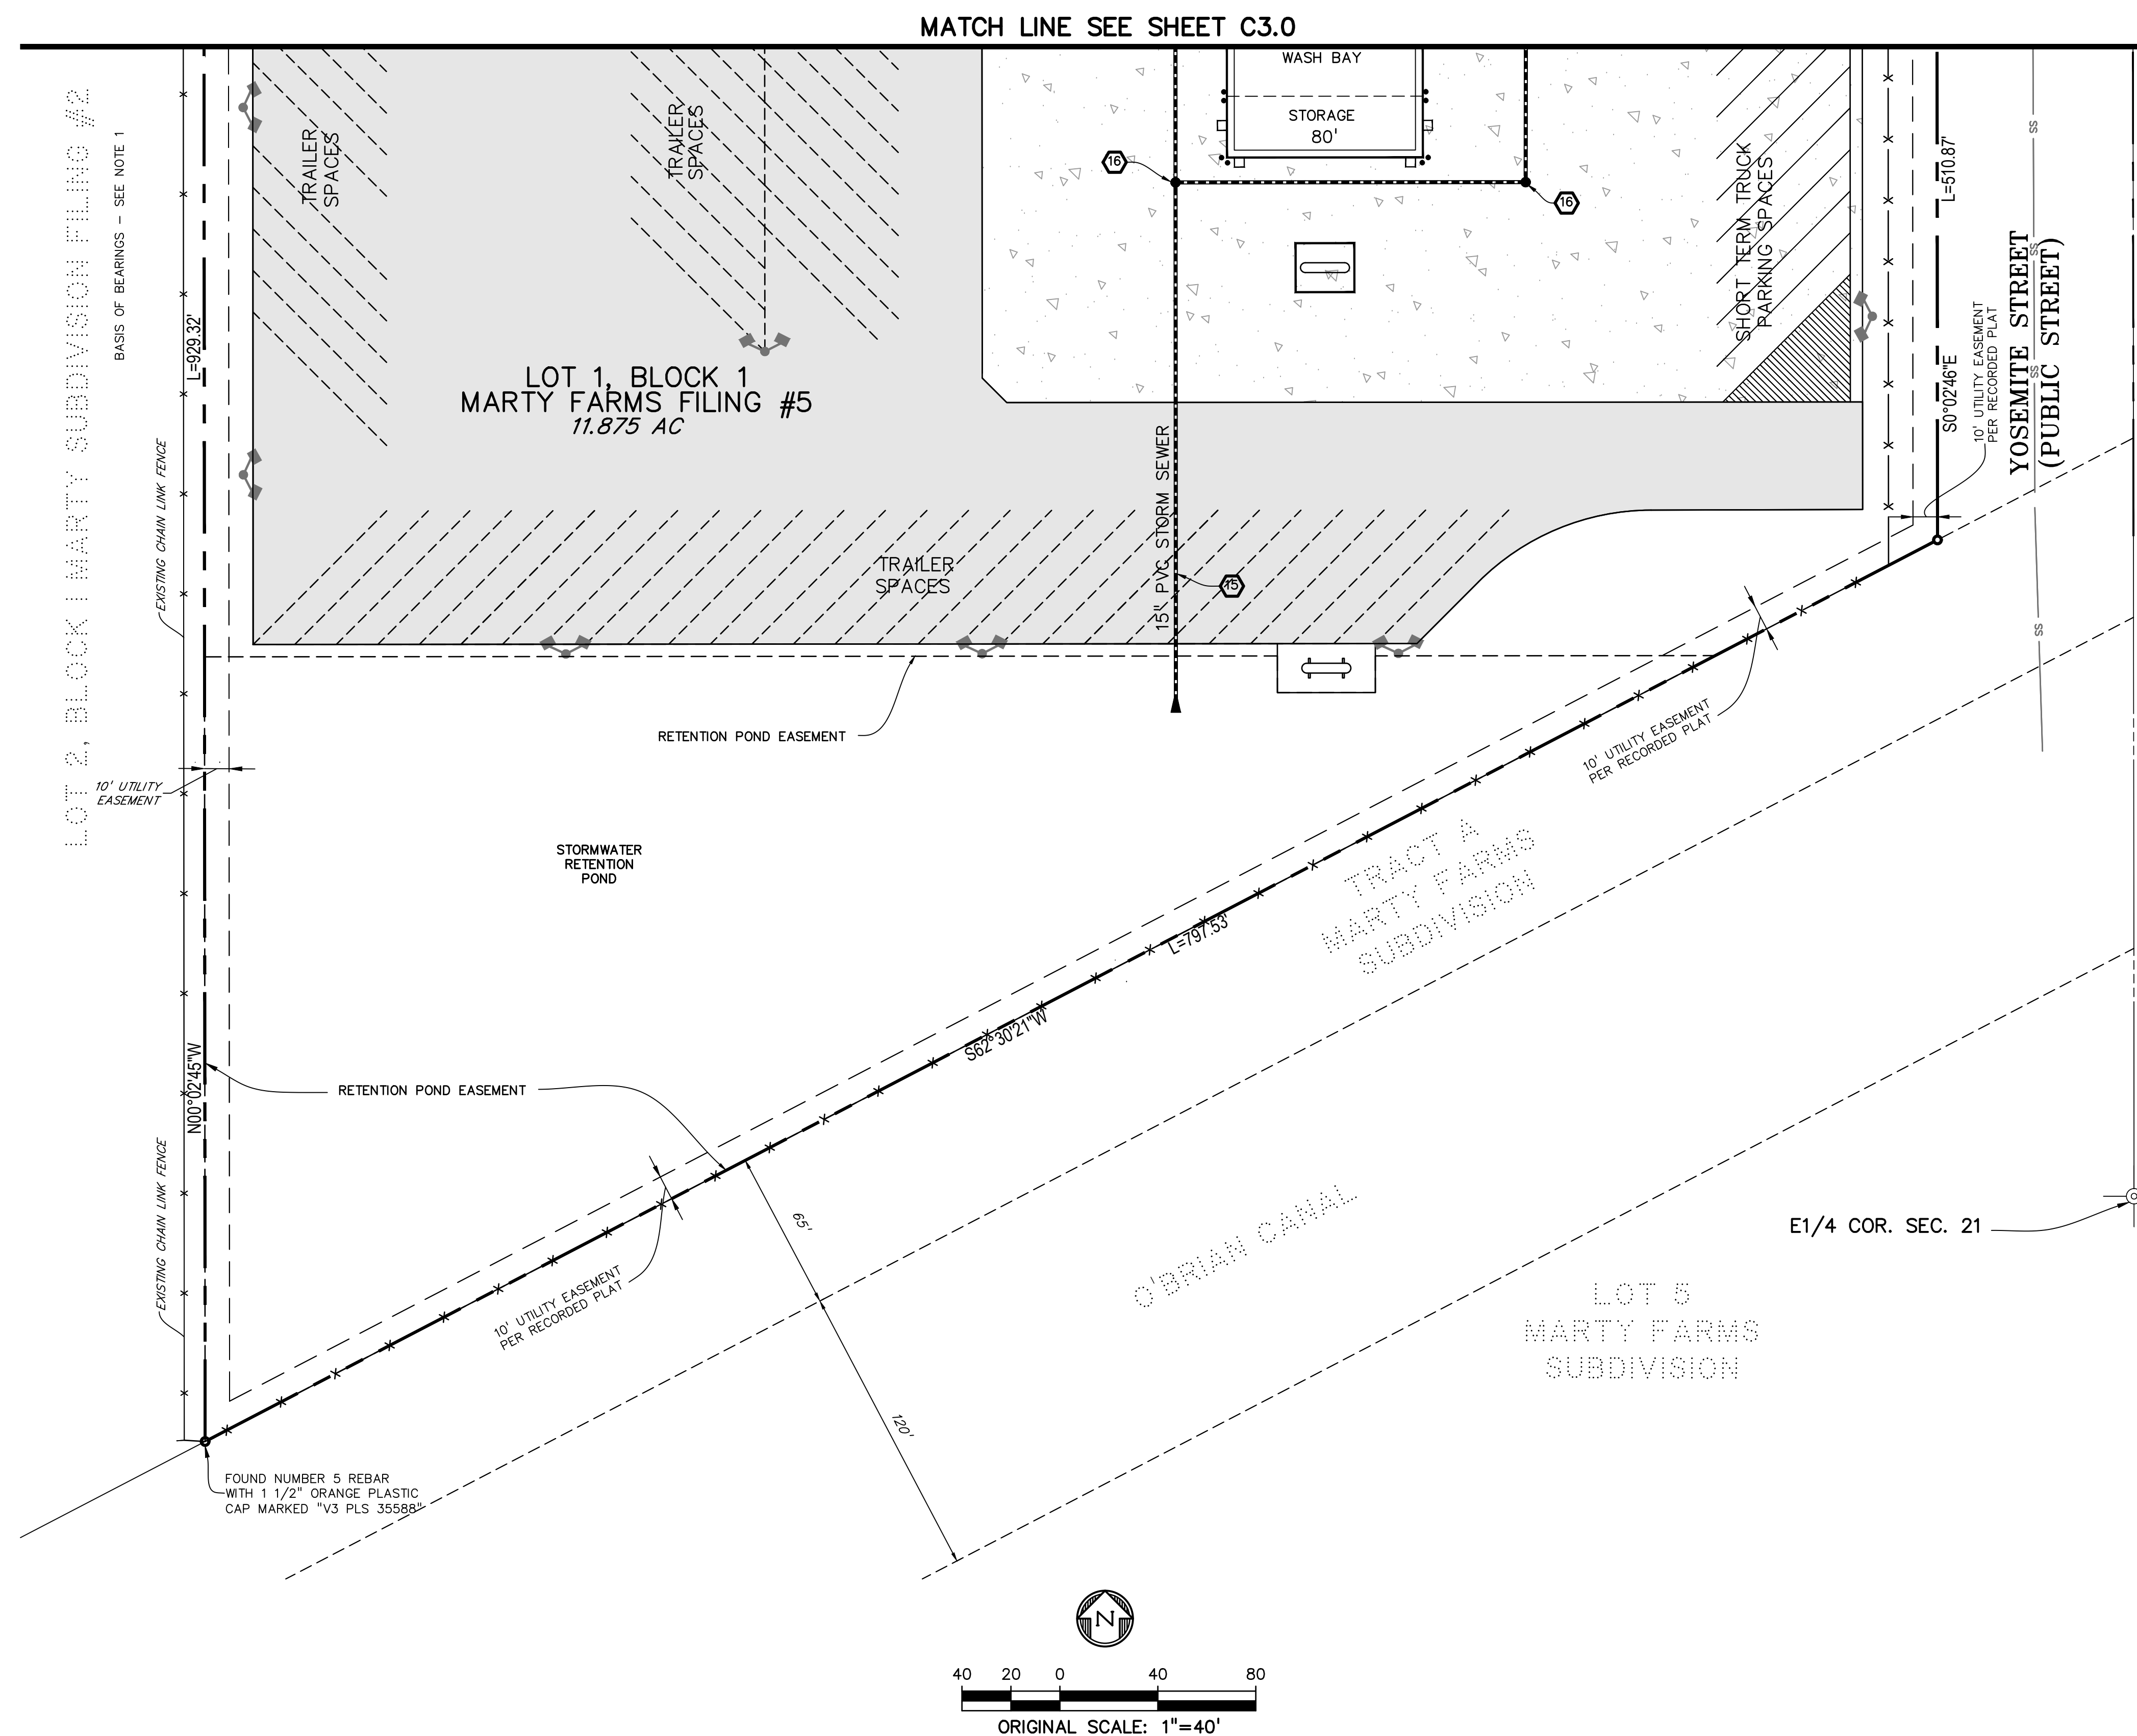 MATCH LINE SEE SHEET C3.0
LOT 2, BLOCK 1 MARTY SUBDIVISION FILING #2
BASIS OF BEARINGS - SEE NOTE 1
L=929.32'
EXISTING CHAIN LINK FENCE
TRAILER
SPACES
TRAILER
SPACES
WASH BAY
STORAGE
80'
16
16
SHORT TERM TRUCK
PARKING SPACES
L=510.87'
SS
SS
SS
SS
YOSEMITE STREET
(PUBLIC STREET)
S0°02'46"E
10' UTILITY EASEMENT
PER RECORDED PLAT
LOT 1, BLOCK 1
MARTY FARMS FILING #5
11.875 AC
15" PVC STORM SEWER
15
TRAILER
SPACES
RETENTION POND EASEMENT
10' UTILITY EASEMENT
PER RECORDED PLAT
10' UTILITY
EASEMENT
STORMWATER
RETENTION
POND
TRACT A
MARTY FARMS
SUBDIVISION
L=797.53'
S62°30'21"W
N00°02'45"W
RETENTION POND EASEMENT
EXISTING CHAIN LINK FENCE
65'
O'BRIAN CANAL
E1/4 COR. SEC. 21
10' UTILITY EASEMENT
PER RECORDED PLAT
LOT 5
MARTY FARMS
SUBDIVISION
120'
FOUND NUMBER 5 REBAR
WITH 1 1/2" ORANGE PLASTIC
CAP MARKED "V3 PLS 35588"
N
40 20 0 40 80
ORIGINAL SCALE: 1"=40'